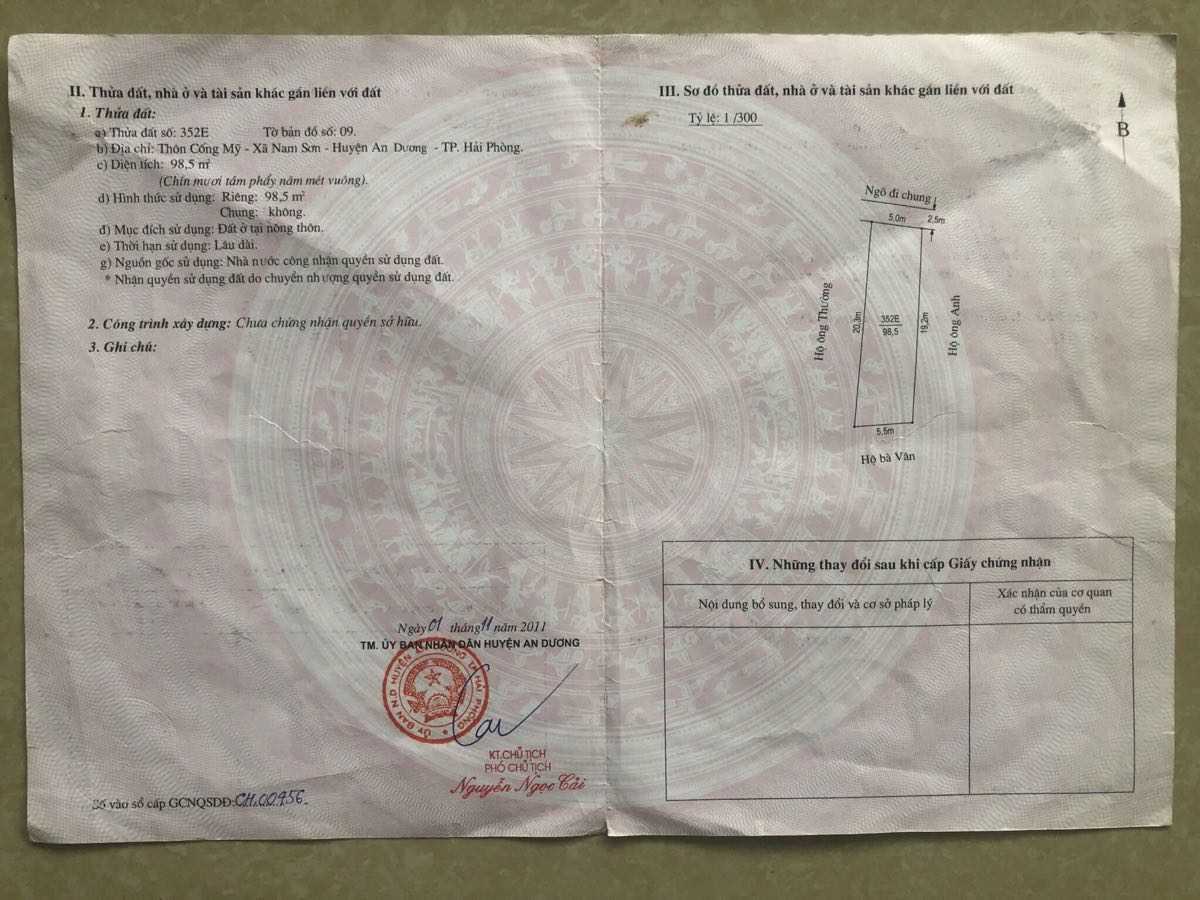 II. Thửa đất, nhà ở và tài sản khác gắn liền với đất
1. Thửa đất:
a) Thửa đất số: 352E Tờ bản đồ số: 09.
b) Địa chỉ: Thôn Cống Mỹ - Xã Nam Sơn - Huyện An Dương - TP. Hải Phòng.
c) Diện tích: 98,5 m²
(Chín mươi tám phẩy năm mét vuông).
d) Hình thức sử dụng: Riêng: 98,5 m²
Chung: không.
đ) Mục đích sử dụng: Đất ở tại nông thôn.
e) Thời hạn sử dụng: Lâu dài.
g) Nguồn gốc sử dụng: Nhà nước công nhận quyền sử dụng đất.
* Nhận quyền sử dụng đất do chuyển nhượng quyền sử dụng đất.
2. Công trình xây dựng: Chưa chứng nhận quyền sở hữu.
3. Ghi chú:
Ngày 01 tháng 11 năm 2011
TM. ỦY BAN NHÂN DÂN HUYỆN AN DƯƠNG
ỦY BAN N.D HUYỆN AN DƯƠNG T.P HẢI PHÒNG
KT.CHỦ TỊCH
PHÓ CHỦ TỊCH
Nguyễn Ngọc Cải
Số vào sổ cấp GCNQSDĐ: CH.00956.
III. Sơ đồ thửa đất, nhà ở và tài sản khác gắn liền với đất
Tỷ lệ: 1 /300
B
Ngõ đi chung
5,0m 2,5m
Hộ ông Thưởng
20,3m
352E
98,5
19,2m
Hộ ông Anh
5,5m
Hộ bà Vân
IV. Những thay đổi sau khi cấp Giấy chứng nhận
Nội dung bổ sung, thay đổi và cơ sở pháp lý
Xác nhận của cơ quan
có thẩm quyền